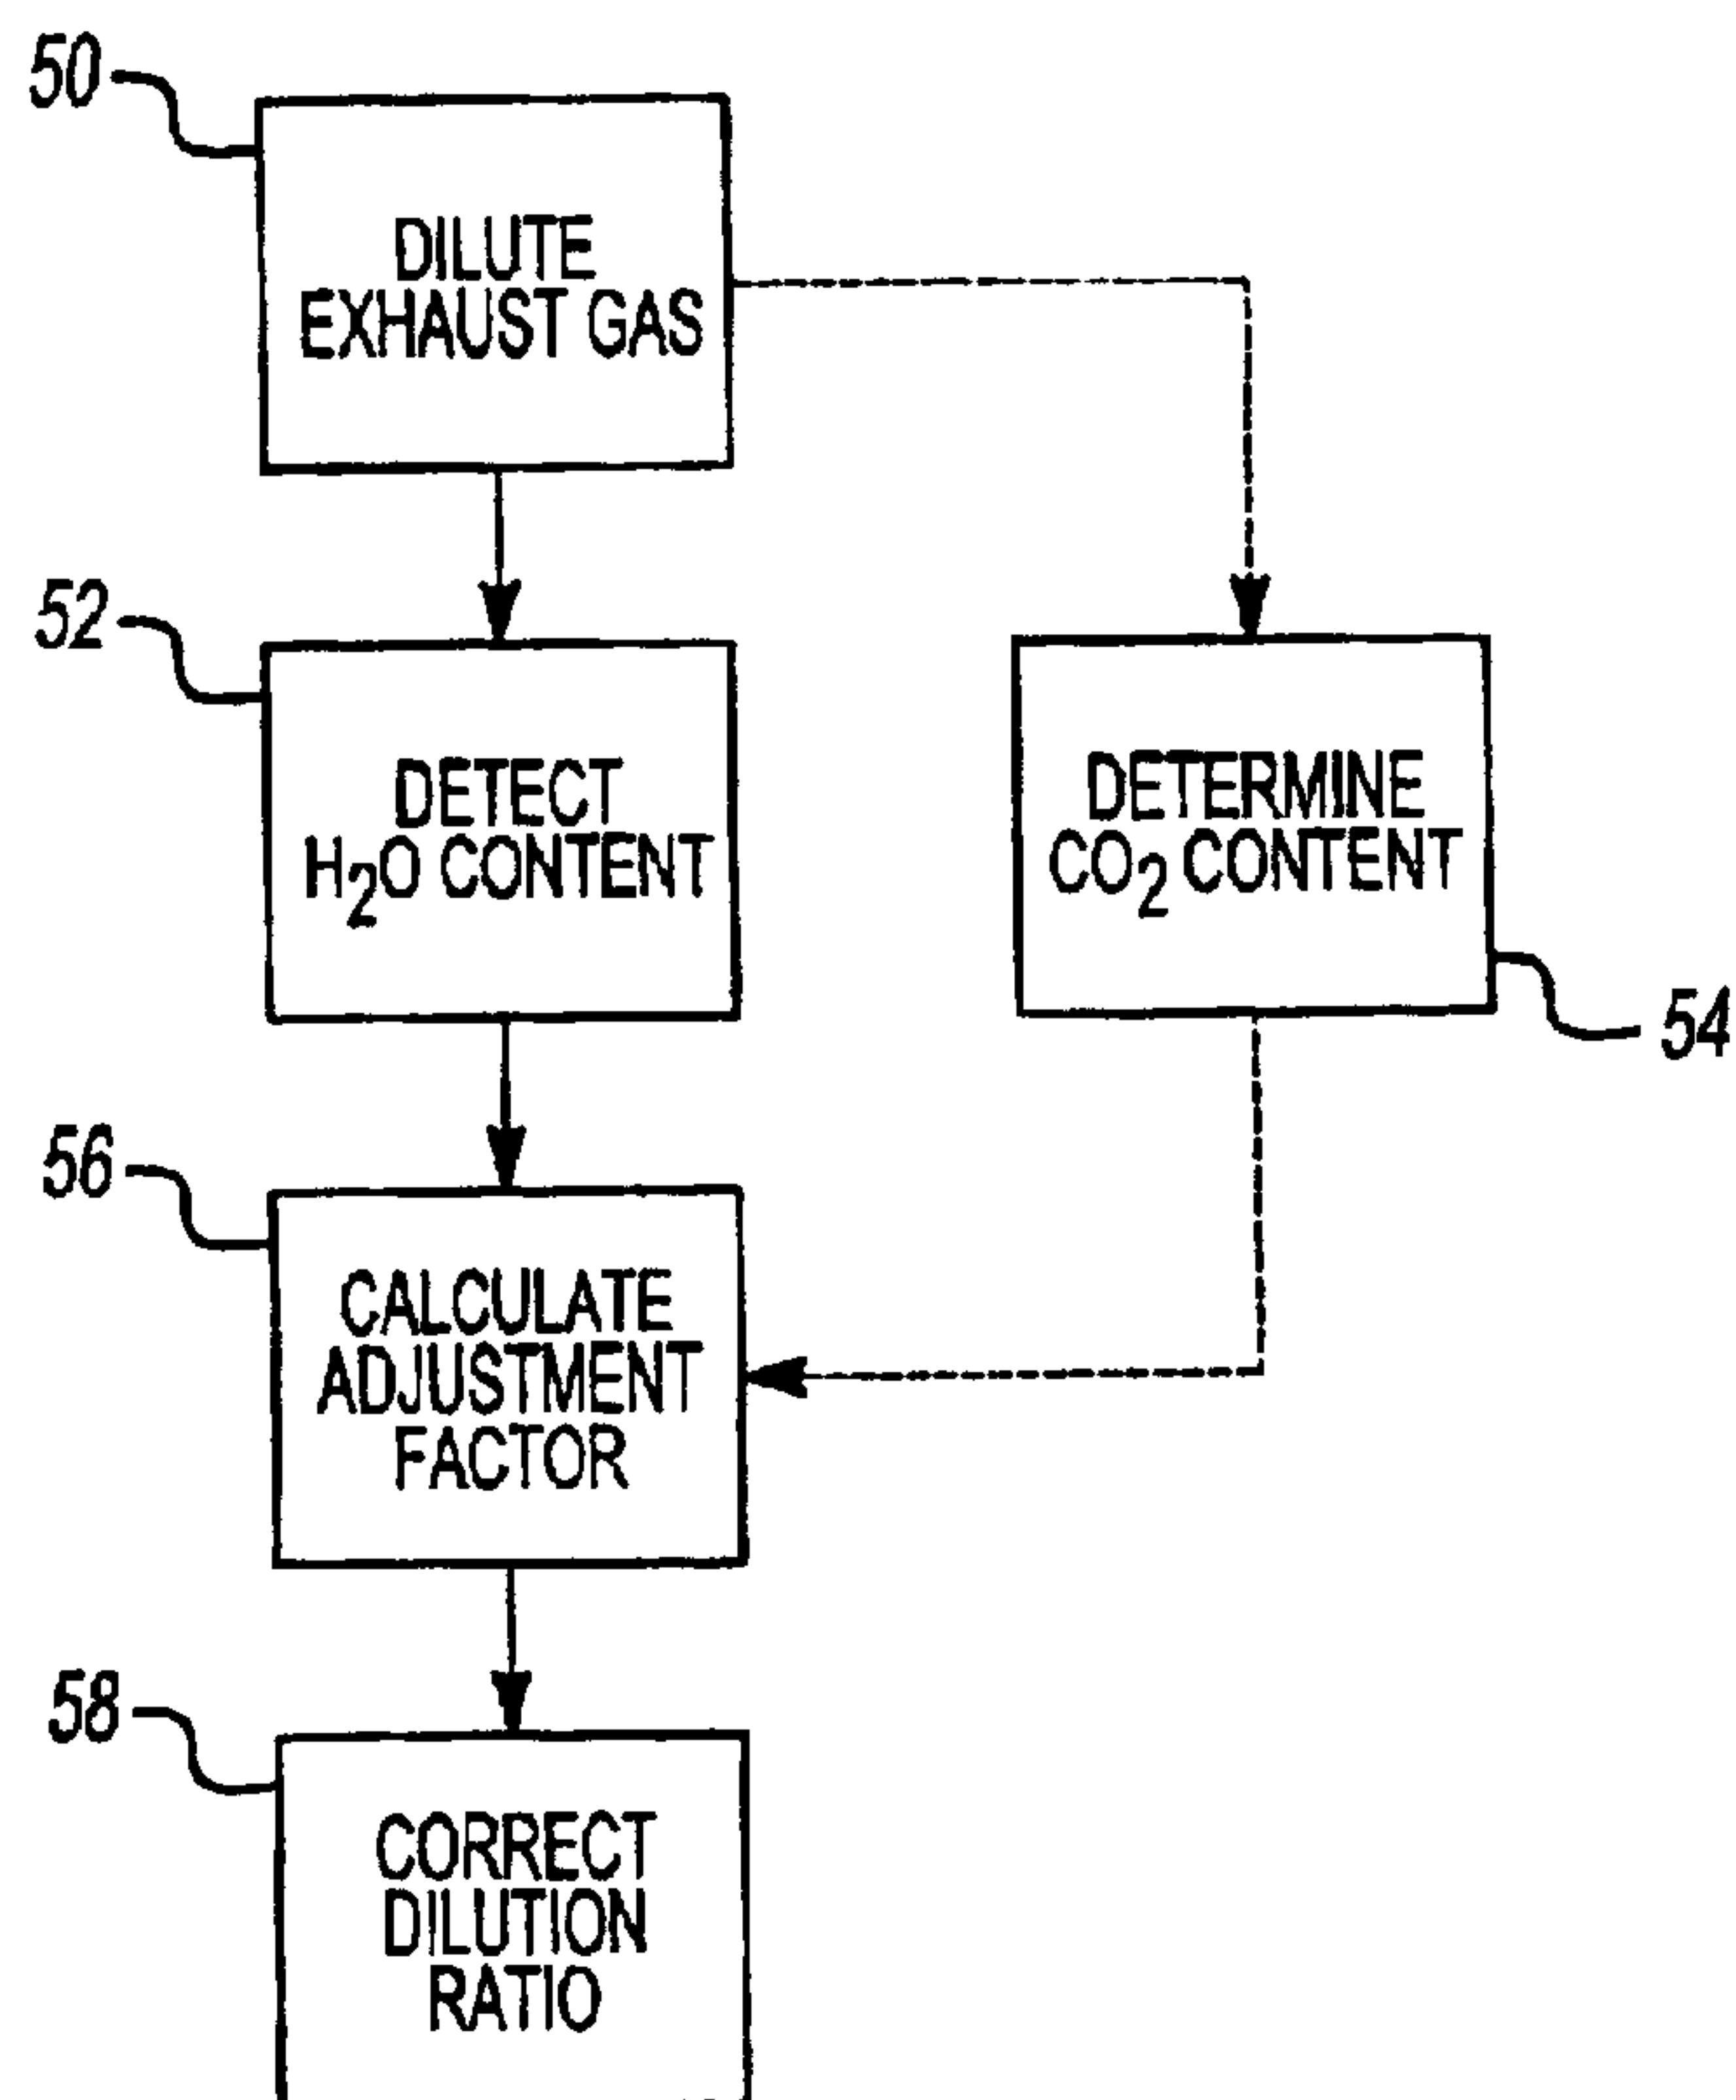 50
DILUTE
EXHAUST GAS
52
DETECT
H₂O CONTENT
DETERMINE
CO₂ CONTENT
54
56
CALCULATE
ADJUSTMENT
FACTOR
58
CORRECT
DILUTION
RATIO